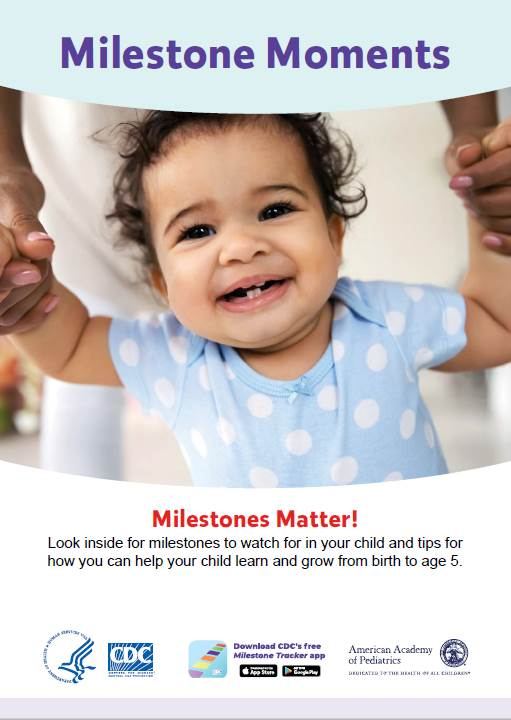 Milestone Moments
Milestones Matter!
Look inside for milestones to watch for in your child and tips for
how you can help your child learn and grow from birth to age 5.
CDC
Download CDC's free
Milestone Tracker app
App Store
Google Play
American Academy
of Pediatrics
DEDICATED TO THE HEALTH OF ALL CHILDREN®